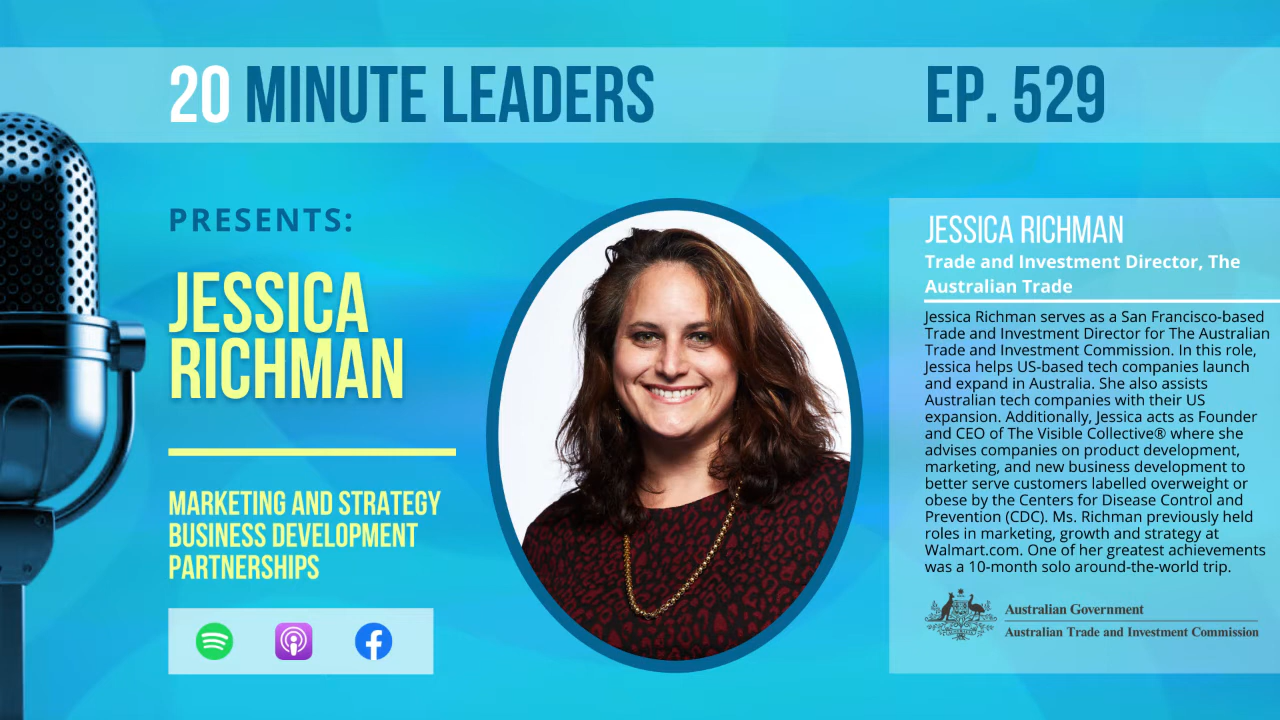 20 MINUTE LEADERS
EP. 529
PRESENTS:
JESSICA
RICHMAN
MARKETING AND STRATEGY
BUSINESS DEVELOPMENT
PARTNERSHIPS
JESSICA RICHMAN
Trade and Investment Director, The
Australian Trade
Jessica Richman serves as a San Francisco-based
Trade and Investment Director for The Australian
Trade and Investment Commission. In this role,
Jessica helps US-based tech companies launch
and expand in Australia. She also assists
Australian tech companies with their US
expansion. Additionally, Jessica acts as Founder
and CEO of The Visible Collective® where she
advises companies on product development,
marketing, and new business development to
better serve customers labelled overweight or
obese by the Centers for Disease Control and
Prevention (CDC). Ms. Richman previously held
roles in marketing, growth and strategy at
Walmart.com. One of her greatest achievements
was a 10-month solo around-the-world trip.
Australian Government
Australian Trade and Investment Commission